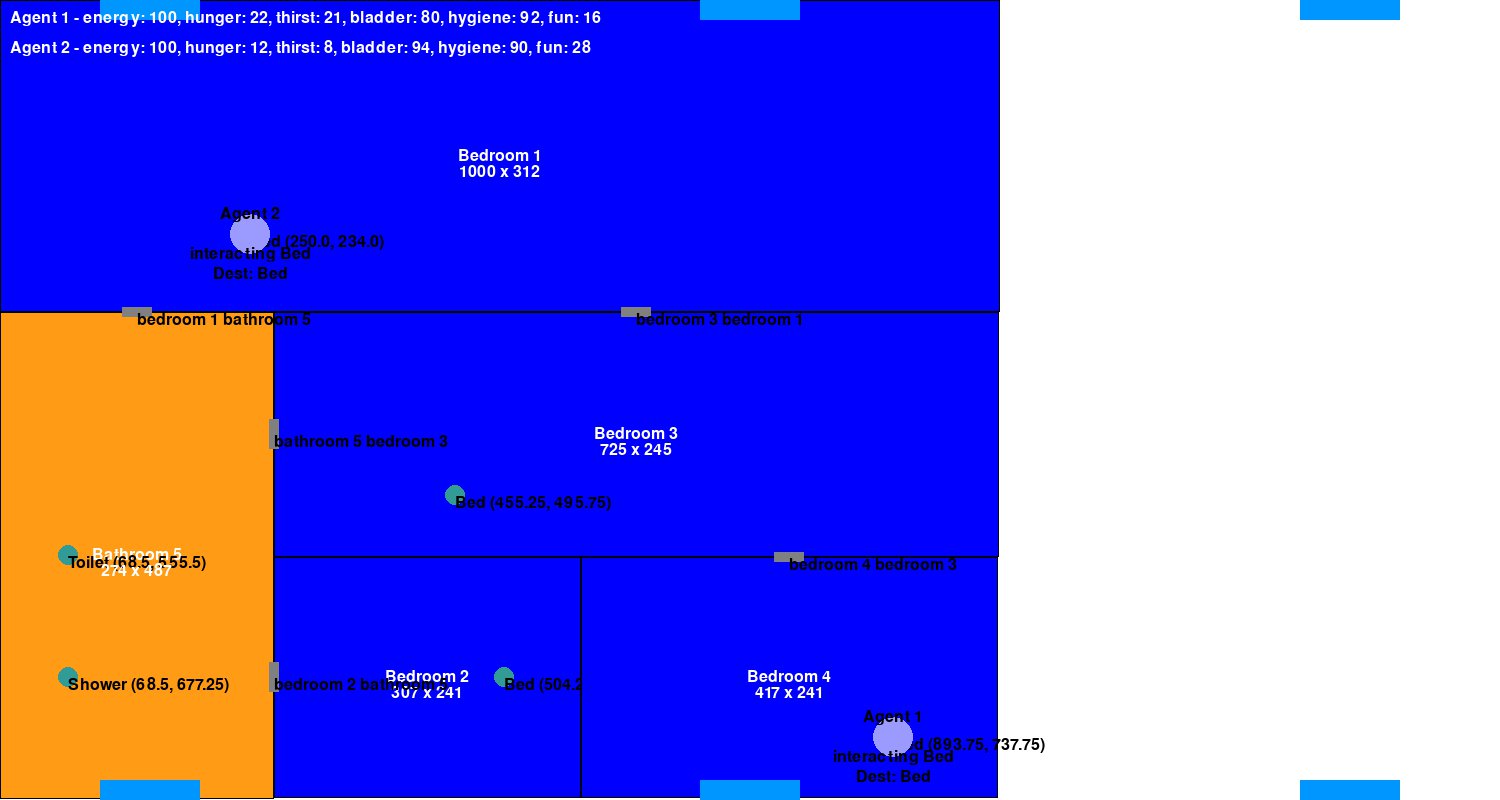 Agent 1 - energy: 100, hunger: 22, thirst: 21, bladder: 80, hygiene: 92, fun: 16
Agent 2 - energy: 100, hunger: 12, thirst: 8, bladder: 94, hygiene: 90, fun: 28
Bedroom 1
1000 x 312
Agent 2
(250.0, 234.0)
interacting Bed
Dest: Bed
bedroom 1 bathroom 5
bedroom 3 bedroom 1
Bedroom 3
725 x 245
bathroom 5 bedroom 3
Bed (455.25, 495.75)
Bathroom 5
274 x 487
Toilet (68.5, 555.5)
bedroom 4 bedroom 3
Bedroom 2
307 x 241
bedroom 2 bathroom 5
Bed (504.2
Shower (68.5, 677.25)
Bedroom 4
417 x 241
Agent 1
(893.75, 737.75)
interacting Bed
Dest: Bed